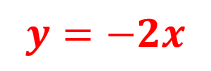 y = −2x